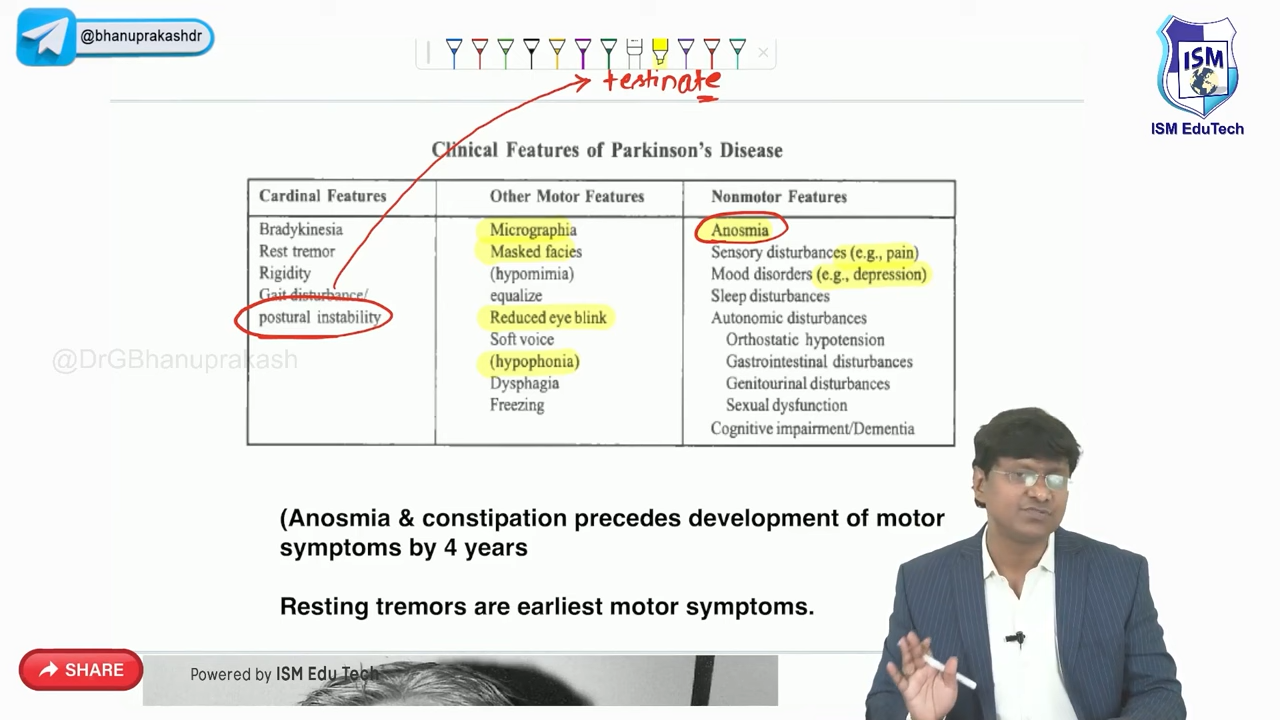 @bhanuprakashdr
ISM
ISM EduTech
testinate
Clinical Features of Parkinson's Disease
Cardinal Features
Bradykinesia
Rest tremor
Rigidity
Gait disturbance/
postural instability
Other Motor Features
Micrographia
Masked facies
(hypomimia)
equalize
Reduced eye blink
Soft voice
(hypophonia)
Dysphagia
Freezing
Nonmotor Features
Anosmia
Sensory disturbances (e.g., pain)
Mood disorders (e.g., depression)
Sleep disturbances
Autonomic disturbances
Orthostatic hypotension
Gastrointestinal disturbances
Genitourinal disturbances
Sexual dysfunction
Cognitive impairment/Dementia
@DrGBhanuprakash
(Anosmia & constipation precedes development of motor
symptoms by 4 years
Resting tremors are earliest motor symptoms.
SHARE
Powered by ISM Edu Tech